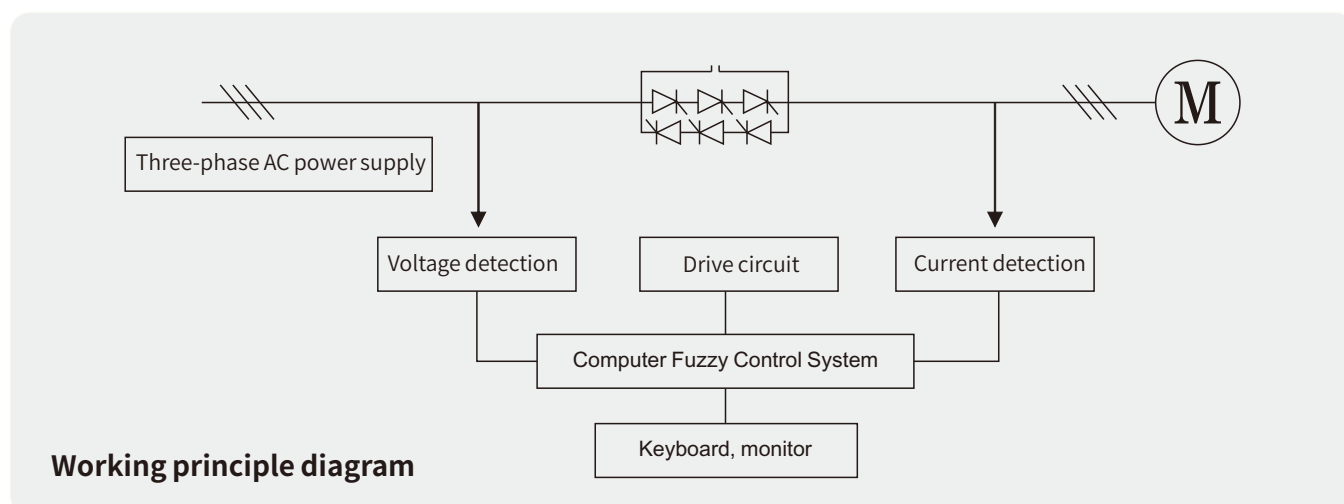 M
Three-phase AC power supply
Voltage detection
Drive circuit
Current detection
Computer Fuzzy Control System
Keyboard, monitor
Working principle diagram